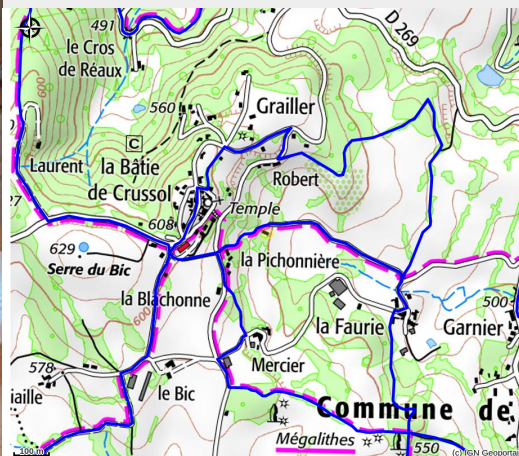 491
D 269
le Cros
de Réaux
600
560
Grailler
C
Laurent
la Bâtie
de Crussol
Robert
Temple
608
629
Serre du Bic
la Pichonnière
la Blachonne
600
500
la Faurie
Garnier
578
Mercier
le Bic
Commune de
Mégalithes
550
100 m
(c) IGN Geoportai